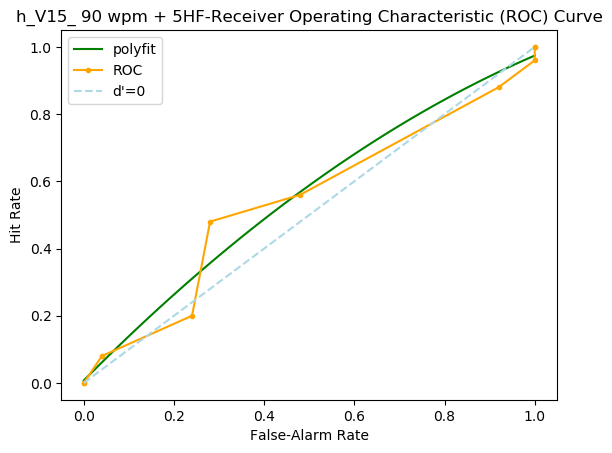 h_V15_ 90 wpm + 5HF-Receiver Operating Characteristic (ROC) Curve
polyfit
ROC
d'=0
1.0
0.8
0.6
0.4
0.2
0.0
Hit Rate
0.0 0.2 0.4 0.6 0.8 1.0
False-Alarm Rate